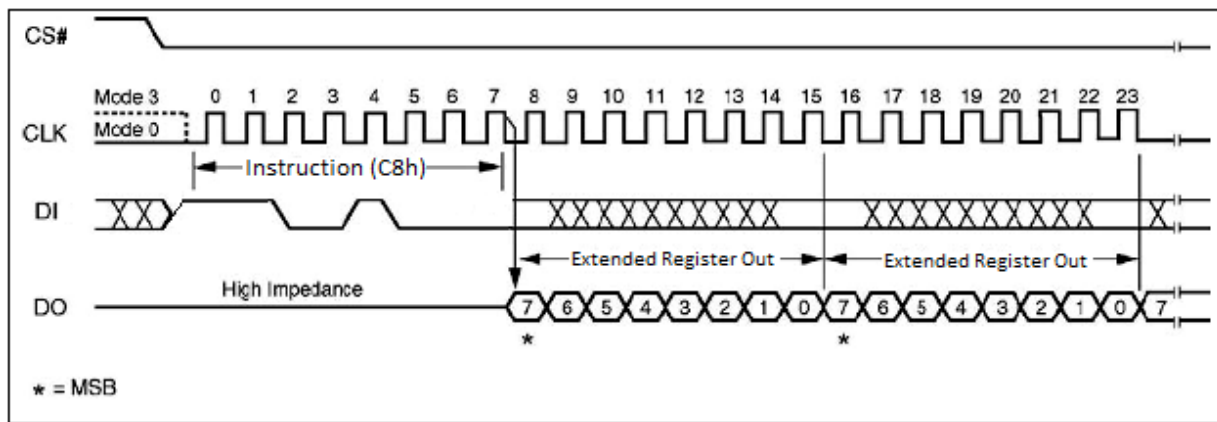 CS#
Mode 3 0 1 2 3 4 5 6 7 8 9 10 11 12 13 14 15 16 17 18 19 20 21 22 23
CLK Mode 0
Instruction (C8h)
DI
Extended Register Out Extended Register Out
High Impedance
DO 7 6 5 4 3 2 1 0 7 6 5 4 3 2 1 0 7
* *
* = MSB